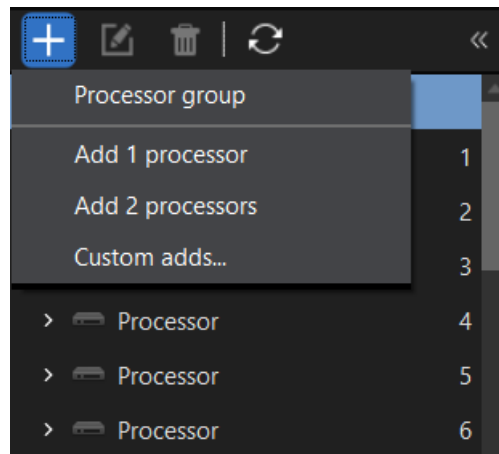 Processor group
Add 1 processor 1
Add 2 processors 2
Custom adds... 3
Processor 4
Processor 5
Processor 6